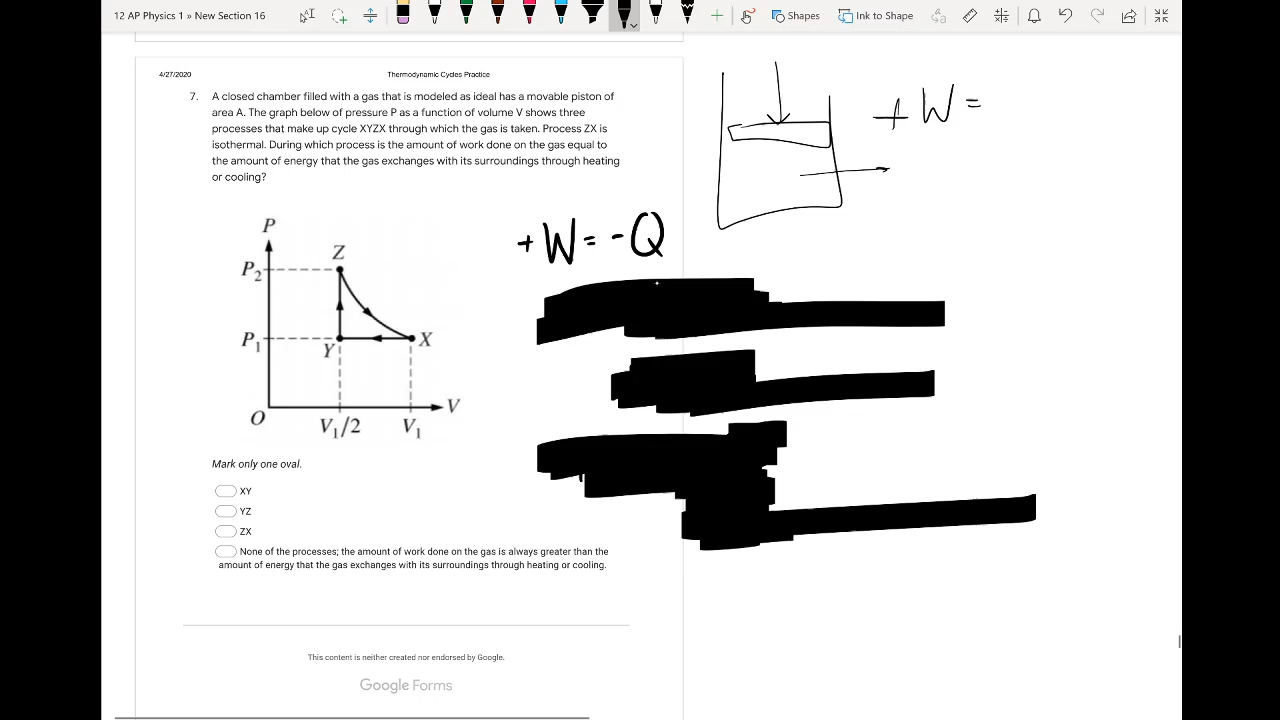 12 AP Physics 1 » New Section 16
Shapes
Ink to Shape
4/27/2020
Thermodynamic Cycles Practice
7. A closed chamber filled with a gas that is modeled as ideal has a movable piston of
area A. The graph below of pressure P as a function of volume V shows three
processes that make up cycle XYZX through which the gas is taken. Process ZX is
isothermal. During which process is the amount of work done on the gas equal to
the amount of energy that the gas exchanges with its surroundings through heating
or cooling?
+ W =
+W = -Q
P
Z
P2
P1
Y
X
O
V1/2
V1
V
Mark only one oval.
XY
YZ
ZX
None of the processes; the amount of work done on the gas is always greater than the
amount of energy that the gas exchanges with its surroundings through heating or cooling.
This content is neither created nor endorsed by Google.
Google Forms